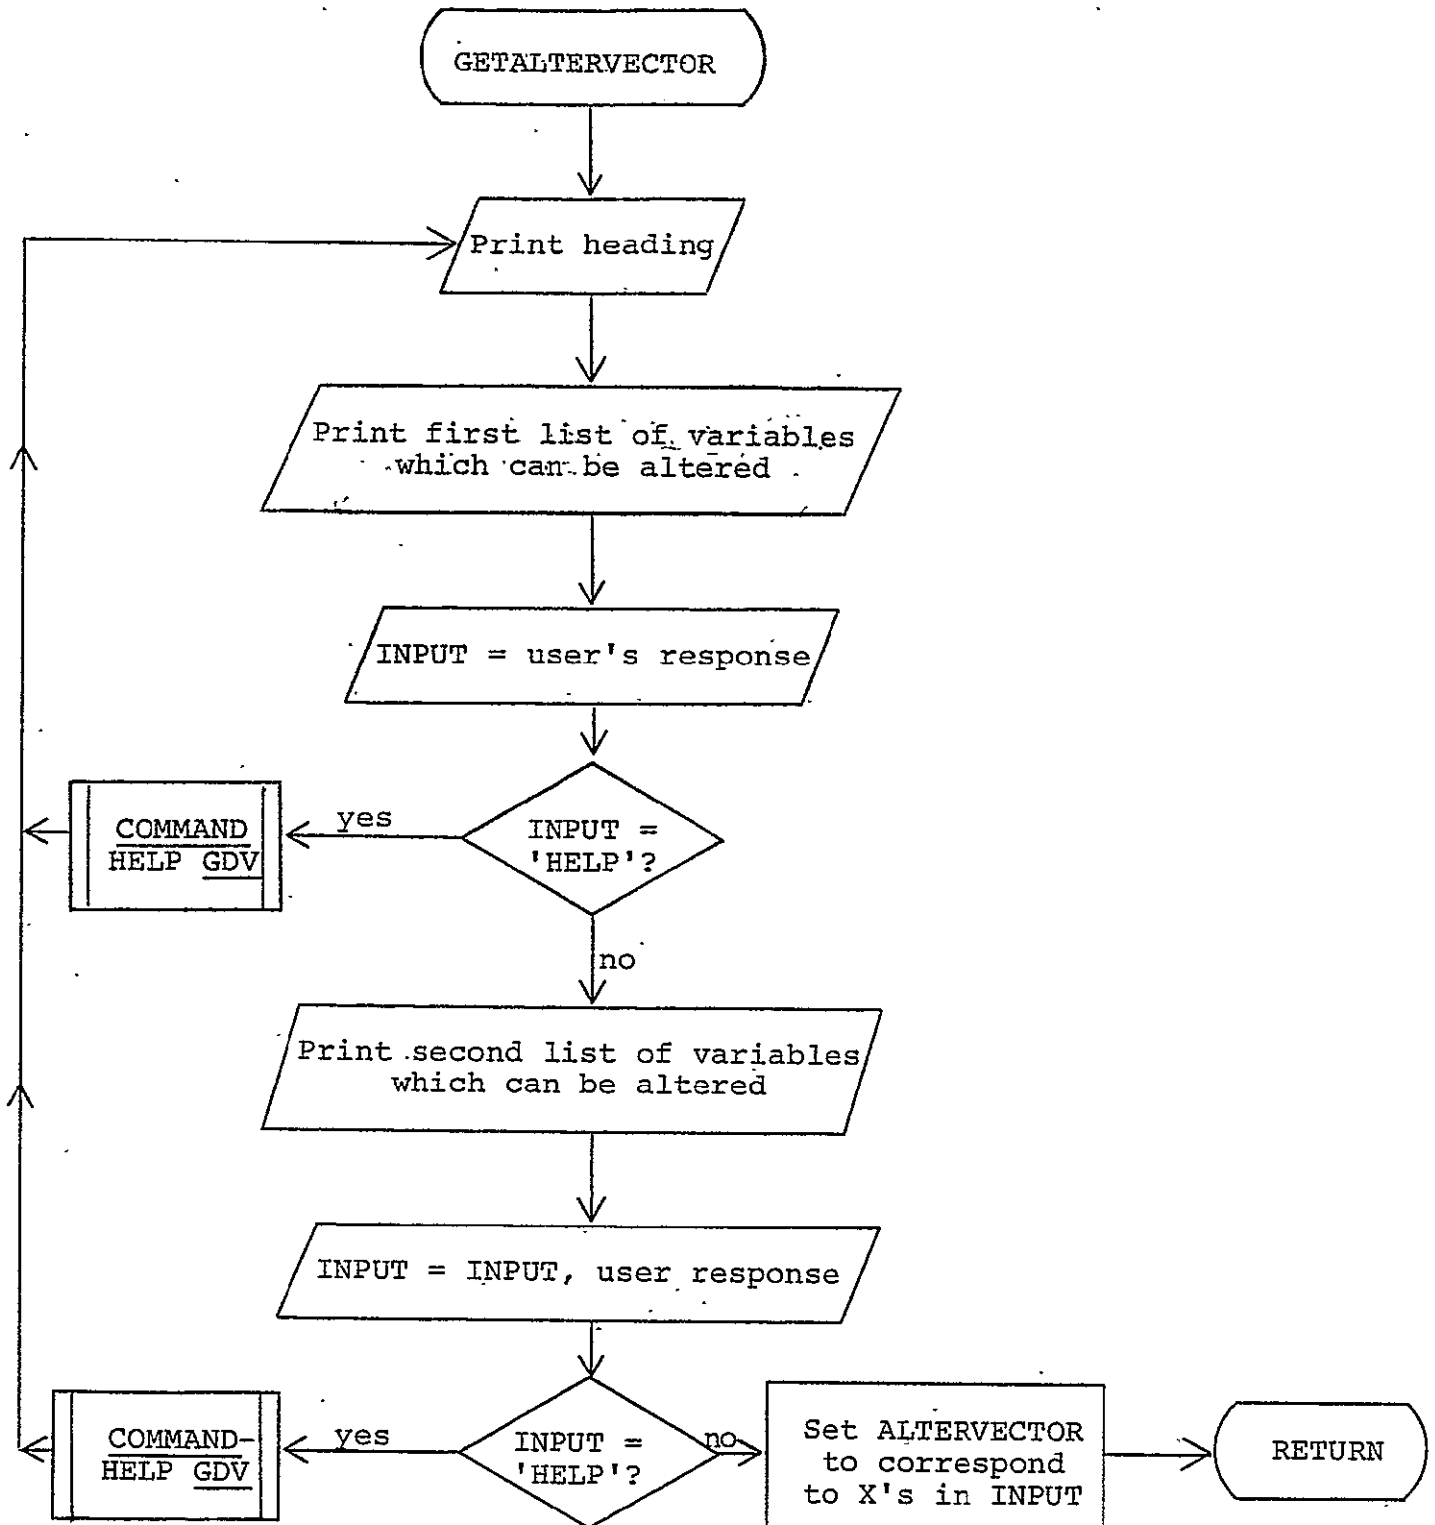 GETALTERVECTOR
Print heading
Print first list of variables
which can be altered
INPUT = user's response
INPUT =
'HELP'?
yes
COMMAND
HELP GDV
no
Print second list of variables
which can be altered
INPUT = INPUT, user response
INPUT =
'HELP'?
yes
COMMAND-
HELP GDV
no
Set ALTERVECTOR
to correspond
to X's in INPUT
RETURN